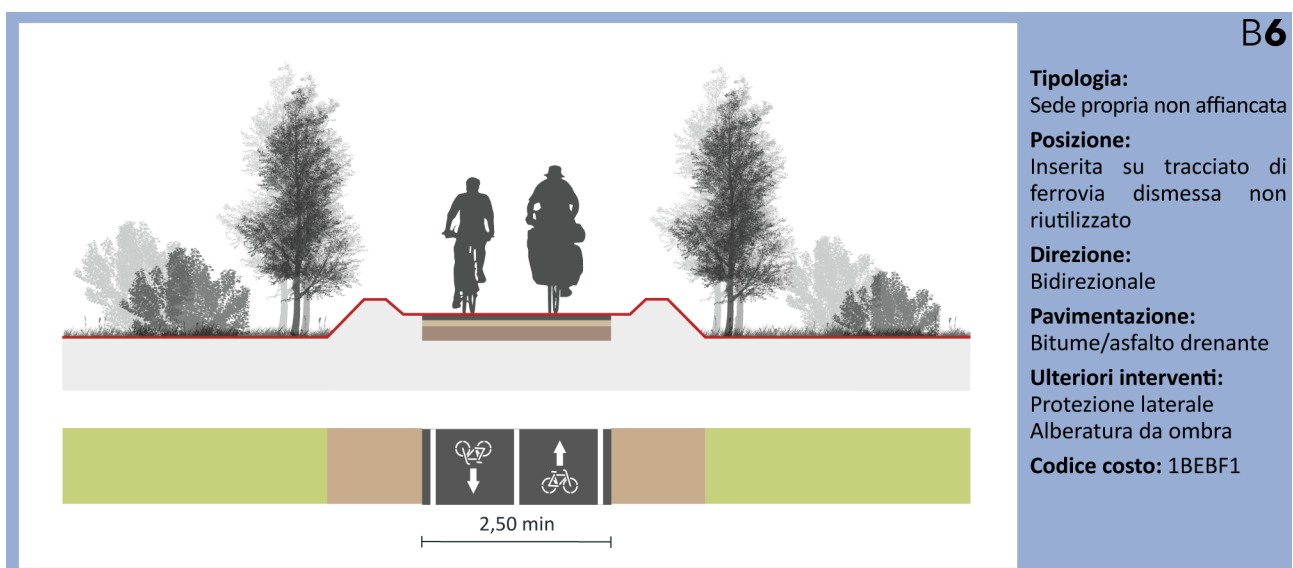 B6
Tipologia:
Sede propria non affiancata
Posizione:
Inserita su tracciato di
ferrovia dismessa non
riutilizzato
Direzione:
Bidirezionale
Pavimentazione:
Bitume/asfalto drenante
Ulteriori interventi:
Protezione laterale
Alberatura da ombra
Codice costo: 1BEBF1
2,50 min